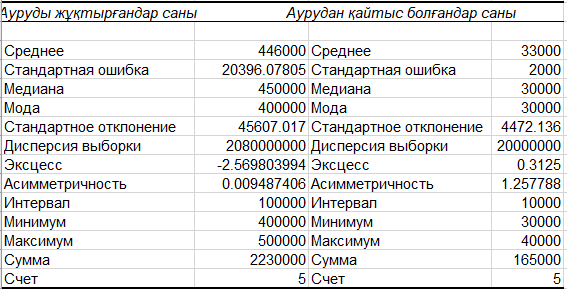 Ауруды жұқтырғандар саны Аурудан қайтыс болғандар саны
Среднее 446000 Среднее 33000
Стандартная ошибка 20396.07805 Стандартная ошибка 2000
Медиана 450000 Медиана 30000
Мода 400000 Мода 30000
Стандартное отклонение 45607.017 Стандартное отклонение 4472.136
Дисперсия выборки 2080000000 Дисперсия выборки 20000000
Эксцесс -2.569803994 Эксцесс 0.3125
Асимметричность 0.009487406 Асимметричность 1.257788
Интервал 100000 Интервал 10000
Минимум 400000 Минимум 30000
Максимум 500000 Максимум 40000
Сумма 2230000 Сумма 165000
Счет 5 Счет 5